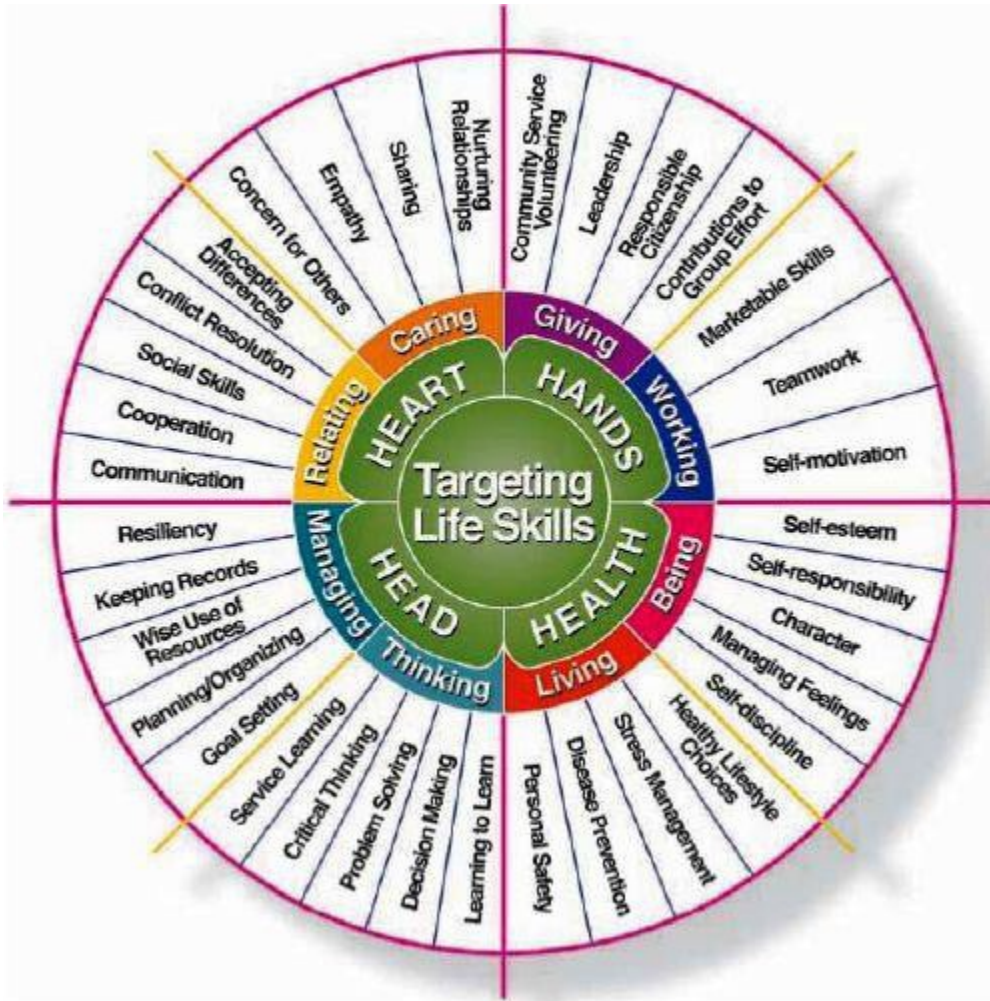 Targeting
Life Skills
HEART
HANDS
HEALTH
HEAD
Caring
Giving
Working
Being
Living
Thinking
Managing
Relating
Concern for Others
Empathy
Sharing
Nurturing
Relationships
Community Service
Volunteering
Leadership
Responsible
Citizenship
Contributions to
Group Effort
Marketable Skills
Teamwork
Self-motivation
Self-esteem
Self-responsibility
Character
Managing Feelings
Self-discipline
Healthy Lifestyle
Choices
Stress Management
Disease Prevention
Personal Safety
Learning to Learn
Decision Making
Problem Solving
Critical Thinking
Service Learning
Goal Setting
Planning/Organizing
Wise Use of
Resources
Keeping Records
Resiliency
Communication
Cooperation
Social Skills
Conflict Resolution
Accepting
Differences